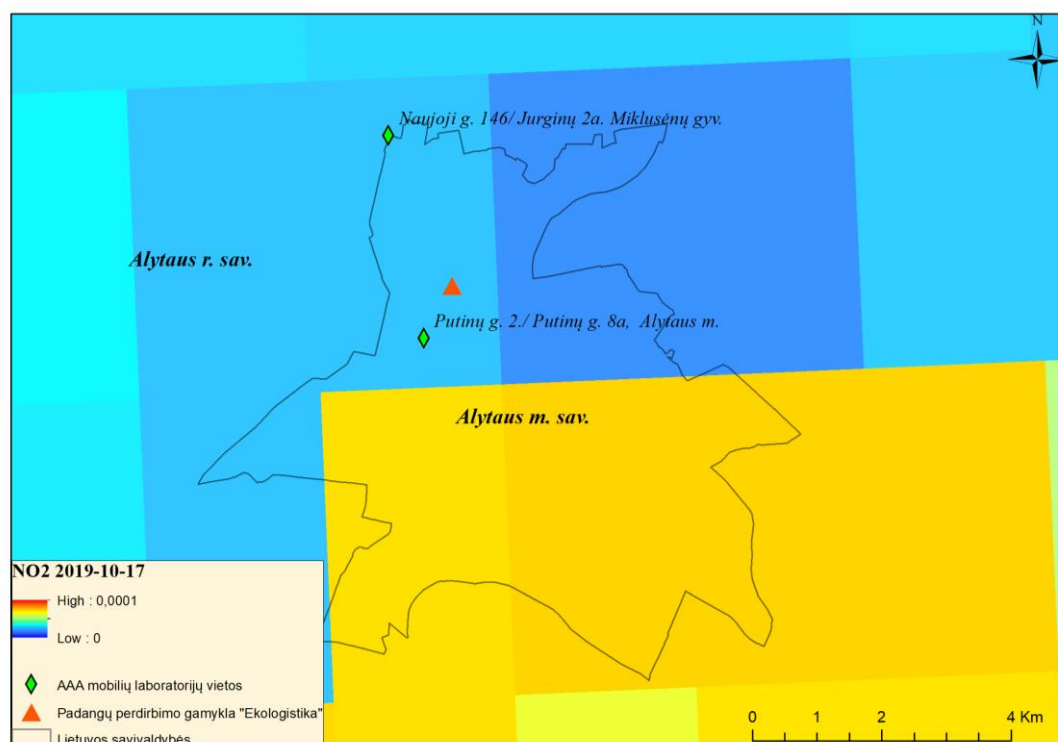 N
Naujoji g. 146/ Jurginų 2a. Miklusėnų gyv.
Alytaus r. sav.
Putinų g. 2./ Putinų g. 8a, Alytaus m.
Alytaus m. sav.
NO2 2019-10-17
High : 0,0001
Low : 0
AAA mobilių laboratorijų vietos
Padangų perdirbimo gamykla "Ekologistika"
Lietuvos savivaldybės
0 1 2 4 Km